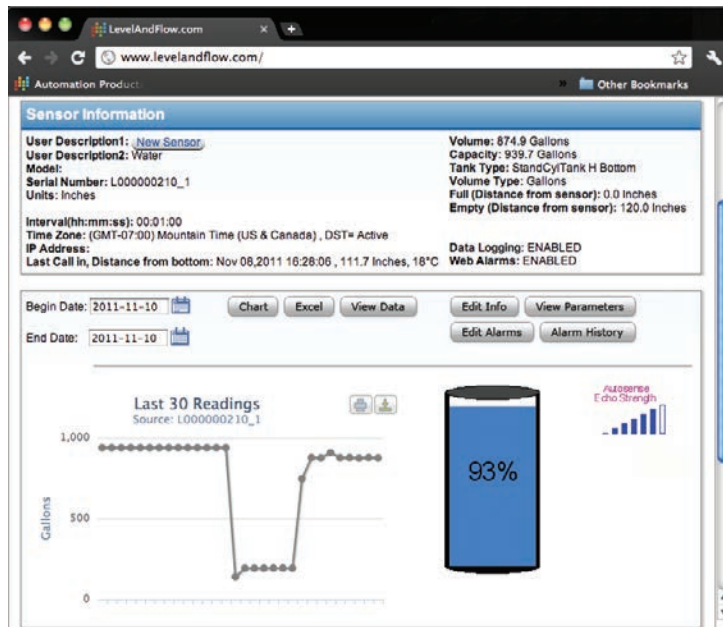 LevelAndFlow.com
www.levelandflow.com/
Automation Product
Other Bookmarks
Sensor Information
User Description1: New Sensor
User Description2: Water
Model:
Serial Number: L000000210_1
Units: Inches
Interval(hh:mm:ss): 00:01:00
Time Zone: (GMT-07:00) Mountain Time (US & Canada) , DST= Active
IP Address:
Last Call in, Distance from bottom: Nov 08,2011 16:28:06 , 111.7 Inches, 18°C
Volume: 874.9 Gallons
Capacity: 939.7 Gallons
Tank Type: StandCylTank H Bottom
Volume Type: Gallons
Full (Distance from sensor): 0.0 Inches
Empty (Distance from sensor): 120.0 Inches
Data Logging: ENABLED
Web Alarms: ENABLED
Begin Date: 2011-11-10
Chart Excel View Data
Edit Info View Parameters
End Date: 2011-11-10
Edit Alarms Alarm History
Last 30 Readings
Source: L000000210_1
Autosense
Echo Strength
1,000
500
0
Gallons
93%